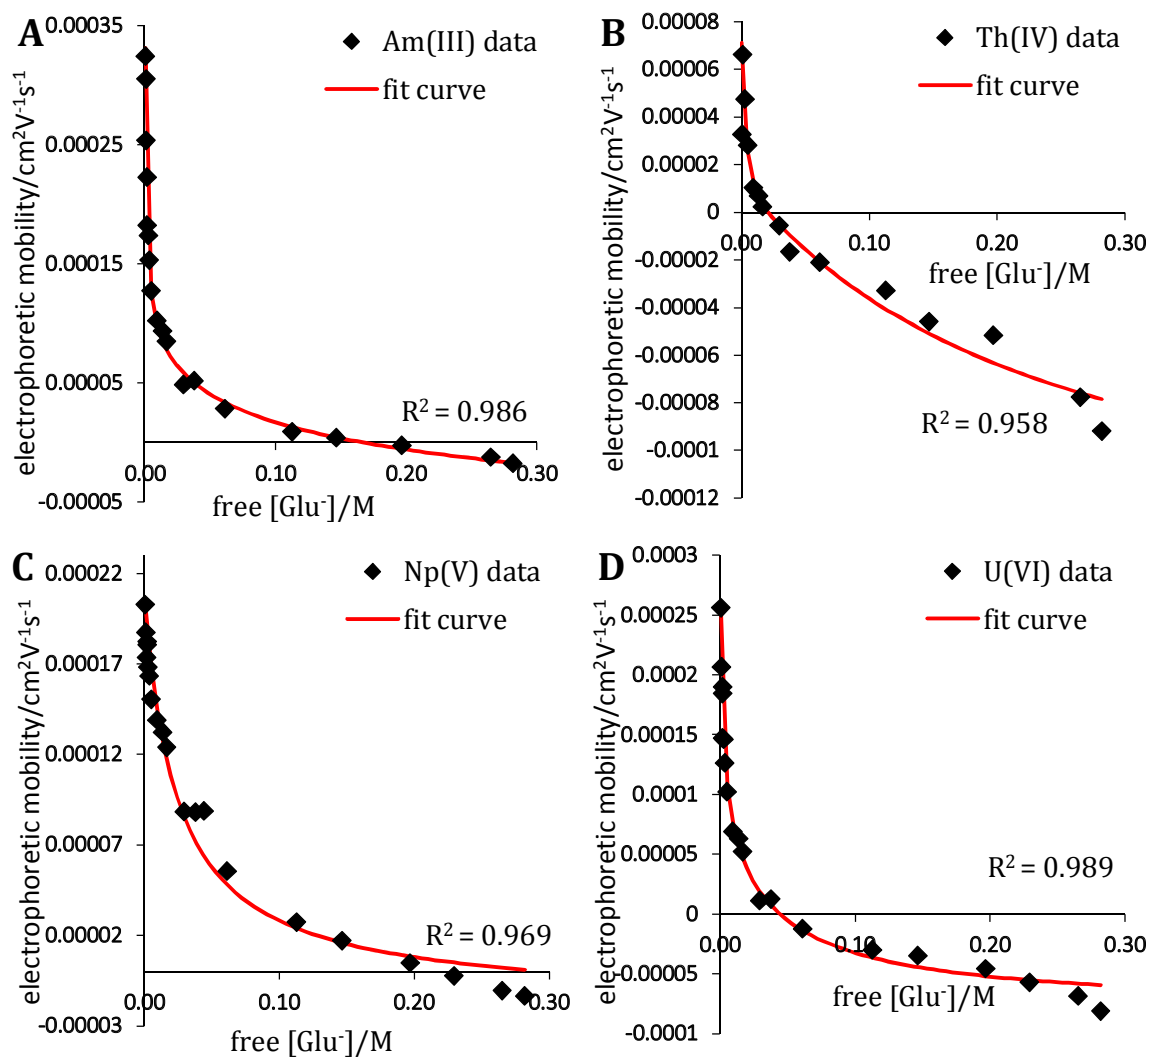 A
Am(III) data
fit curve
electrophoretic mobility/cm²V⁻¹s⁻¹
0.00035
0.00025
0.00015
0.00005
-0.00005
0.00 0.10 0.20 0.30
free [Glu⁻]/M
R² = 0.986
B
Th(IV) data
fit curve
electrophoretic mobility/cm²V⁻¹s⁻¹
0.00008
0.00006
0.00004
0.00002
0
-0.00002
-0.00004
-0.00006
-0.00008
-0.0001
-0.00012
0.00 0.10 0.20 0.30
free [Glu⁻]/M
R² = 0.958
C
Np(V) data
fit curve
electrophoretic mobility/cm²V⁻¹s⁻¹
0.00022
0.00017
0.00012
0.00007
0.00002
-0.00003
0.00 0.10 0.20 0.30
free [Glu⁻]/M
R² = 0.969
D
U(VI) data
fit curve
electrophoretic mobility/cm²V⁻¹s⁻¹
0.0003
0.00025
0.0002
0.00015
0.0001
0.00005
0
-0.00005
-0.0001
0.00 0.10 0.20 0.30
free [Glu⁻]/M
R² = 0.989